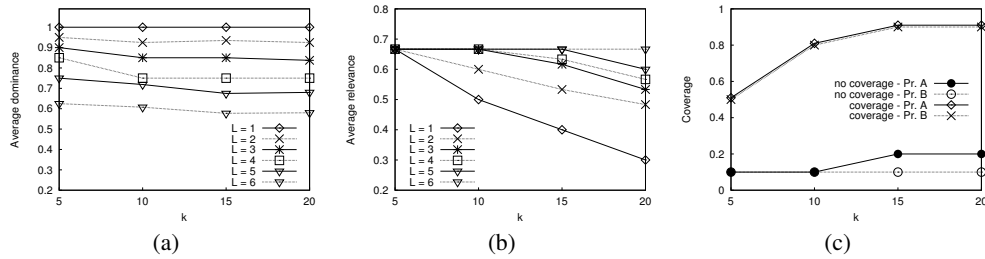 1
0.9
0.8
0.7
0.6
0.5
0.4
0.3
0.2
Average dominance
L = 1
L = 2
L = 3
L = 4
L = 5
L = 6
5
10
15
20
k
(a)
0.8
0.7
0.6
0.5
0.4
0.3
0.2
Average relevance
L = 1
L = 2
L = 3
L = 4
L = 5
L = 6
5
10
15
20
k
(b)
1
0.8
0.6
0.4
0.2
0
Coverage
no coverage - Pr. A
no coverage - Pr. B
coverage - Pr. A
coverage - Pr. B
5
10
15
20
k
(c)